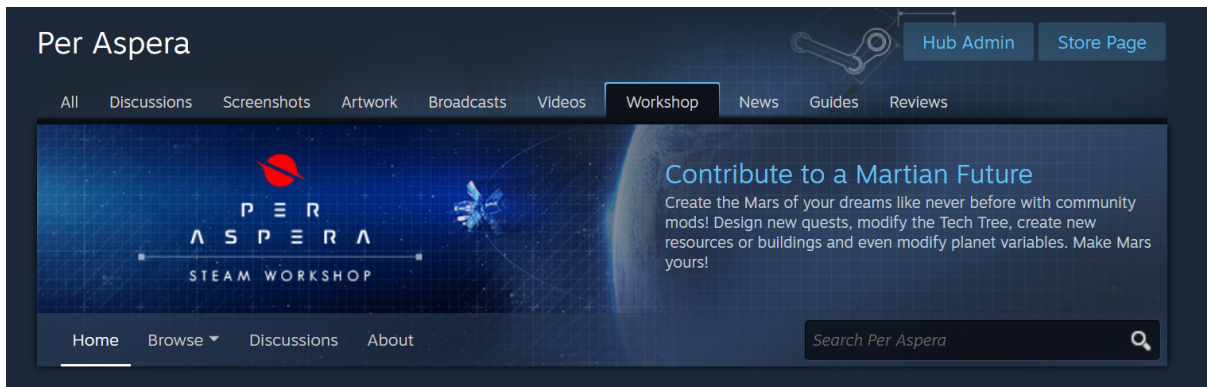 Per Aspera
Hub Admin
Store Page
All
Discussions
Screenshots
Artwork
Broadcasts
Videos
Workshop
News
Guides
Reviews
PER
ASPERA
STEAM WORKSHOP
Contribute to a Martian Future
Create the Mars of your dreams like never before with community
mods! Design new quests, modify the Tech Tree, create new
resources or buildings and even modify planet variables. Make Mars
yours!
Home
Browse
Discussions
About
Search Per Aspera